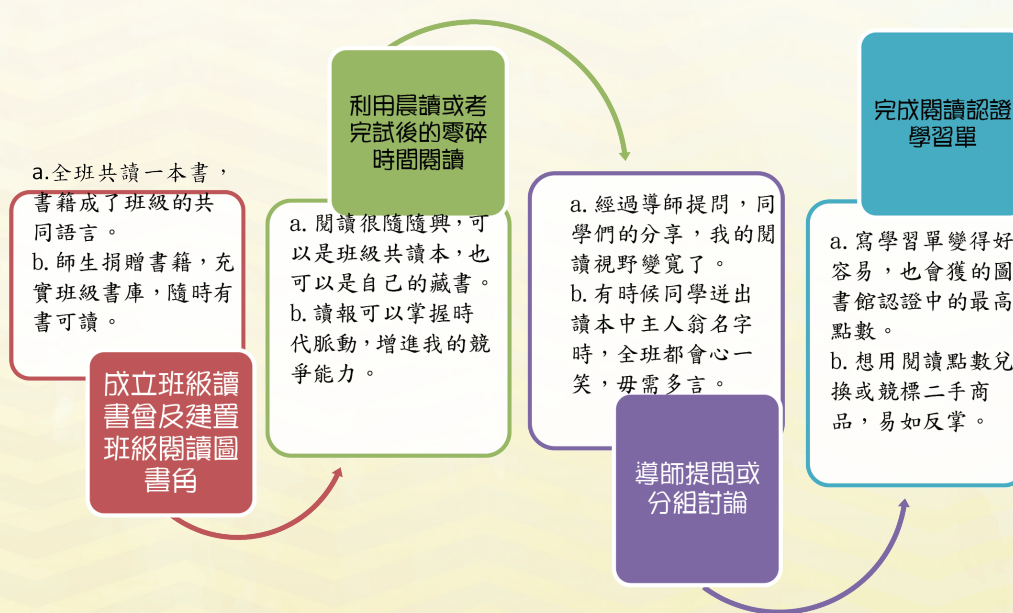 a.全班共讀一本書，
書籍成了班級的共
同語言。
b.師生捐贈書籍，充
實班級書庫，隨時有
書可讀。
成立班級讀
書會及建置
班級閱讀圖
書角
利用晨讀或考
完試後的零碎
時間閱讀
a.閱讀很隨隨興，可
以是班級共讀本，也
可以是自己的藏書。
b.讀報可以掌握時
代脈動，增進我的競
爭能力。
a.經過導師提問，同
學們的分享，我的閱
讀視野變寬了。
b.有時候同學迸出
讀本中主人翁名字
時，全班都會心一
笑，毋需多言。
導師提問或
分組討論
完成閱讀認證
學習單
a.寫學習單變得好
容易，也會獲的圖
書館認證中的最高
點數。
b.想用閱讀點數兌
換或競標二手商
品，易如反掌。